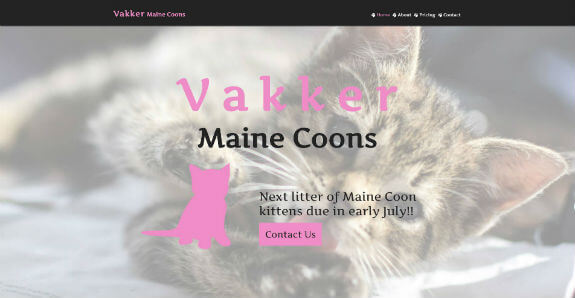 Vakker Maine Coons
Home About Pricing Contact
Vakker
Maine Coons
Next litter of Maine Coon
kittens due in early July!!
Contact Us